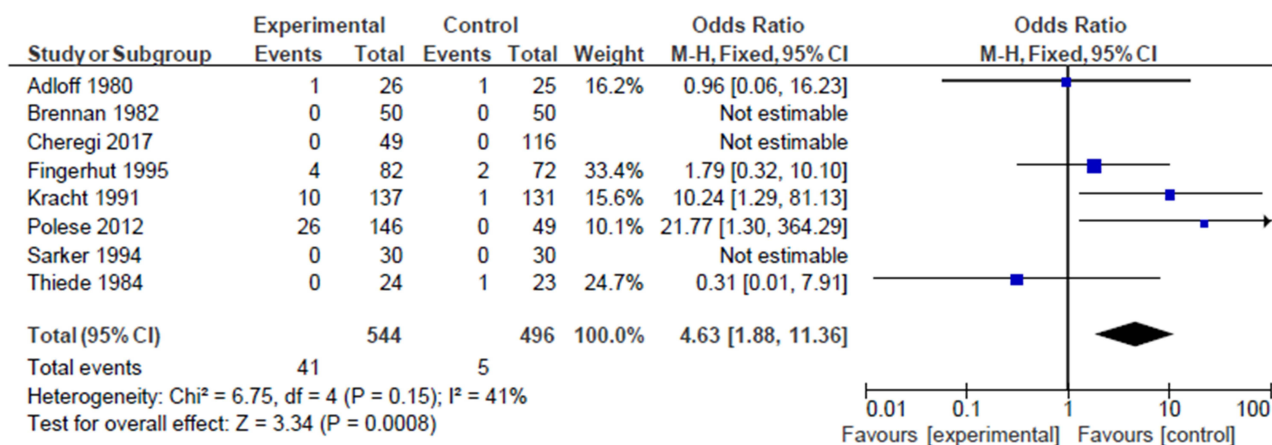 Experimental Control Odds Ratio Odds Ratio
Study or Subgroup Events Total Events Total Weight M-H, Fixed, 95% CI M-H, Fixed, 95% CI
Adloff 1980 1 26 1 25 16.2% 0.96 [0.06, 16.23]
Brennan 1982 0 50 0 50 Not estimable
Cheregi 2017 0 49 0 116 Not estimable
Fingerhut 1995 4 82 2 72 33.4% 1.79 [0.32, 10.10]
Kracht 1991 10 137 1 131 15.6% 10.24 [1.29, 81.13]
Polese 2012 26 146 0 49 10.1% 21.77 [1.30, 364.29]
Sarker 1994 0 30 0 30 Not estimable
Thiede 1984 0 24 1 23 24.7% 0.31 [0.01, 7.91]
Total (95% CI) 544 496 100.0% 4.63 [1.88, 11.36]
Total events 41 5
Heterogeneity: Chi² = 6.75, df = 4 (P = 0.15); I² = 41%
Test for overall effect: Z = 3.34 (P = 0.0008)
0.01 0.1 1 10 100
Favours [experimental] Favours [control]